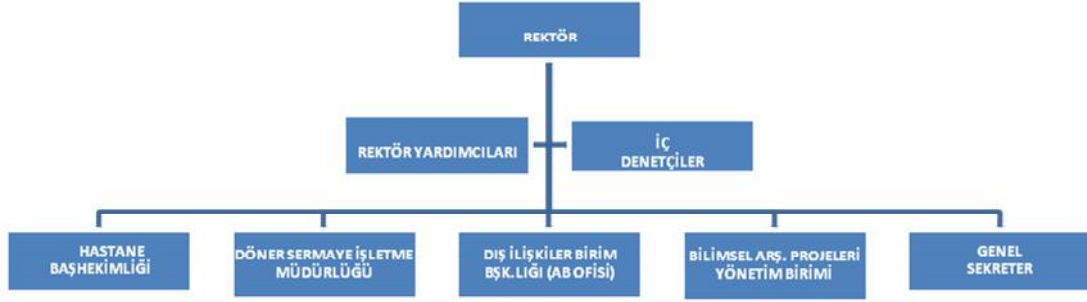 REKTÖR
REKTÖR YARDIMCILARI
İÇ
DENETÇİLER
HASTANE
BAŞHEKİMLİĞİ
DÖNER SERMAYE İŞLETME
MÜDÜRLÜĞÜ
DIŞ İLİŞKİLER BİRİM
BŞK.LIĞI (AB OFİSİ)
BİLİMSEL ARŞ. PROJELERİ
YÖNETİM BİRİMİ
GENEL
SEKRETER